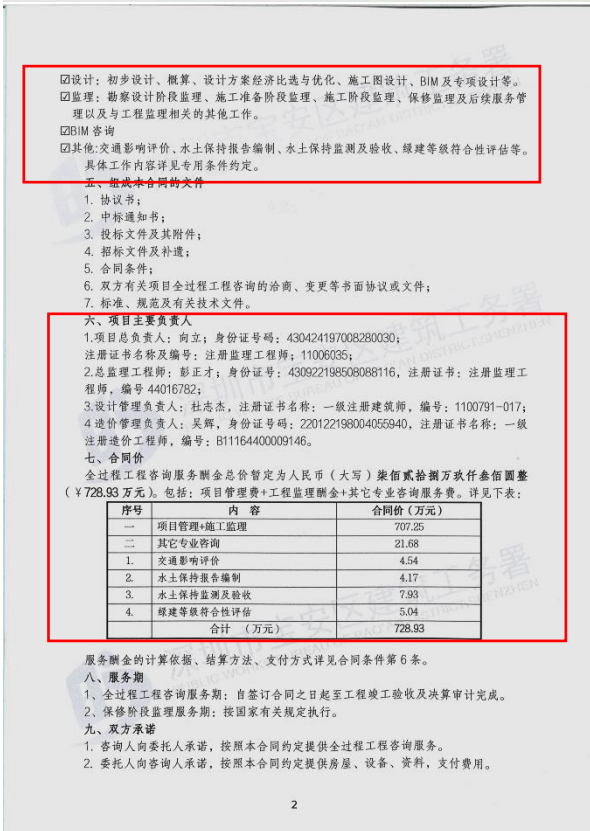 ☑设计：初步设计、概算、设计方案经济比选与优化、施工图设计、BIM及专项设计等。
☑监理：勘察设计阶段监理、施工准备阶段监理、施工阶段监理、保修监理及后续服务管
理以及与工程监理相关的其他工作。
☑BIM咨询
☑其他:交通影响评价、水土保持报告编制、水土保持监测及验收、绿建等级符合性评估等。
具体工作内容详见专用条件约定。
五、组成本合同的文件
1. 协议书；
2. 中标通知书；
3. 投标文件及其附件；
4. 招标文件及补遗；
5. 合同条件；
6. 双方有关项目全过程工程咨询的洽商、变更等书面协议或文件；
7. 标准、规范及有关技术文件。
六、项目主要负责人
1.项目总负责人：向立；身份证号码：430424197008280030；
注册证书名称及编号：注册监理工程师；11006035；
2.总监理工程师：彭正才；身份证号：430922198508088116，注册证书：注册监理工
程师，编号 44016782；
3.设计管理负责人：杜志杰，注册证书名称：一级注册建筑师，编号：1100791-017；
4.造价管理负责人：吴辉，身份证号码：220122198004055940，注册证书名称：一级
注册造价工程师，编号：B11164400009146。
七、合同价
全过程工程咨询服务酬金总价暂定为人民币（大写）柒佰贰拾捌万玖仟叁佰圆整
（￥728.93 万元）。包括：项目管理费+工程监理酬金+其它专业咨询服务费。详见下表：
序号 内 容 合同价（万元）
一 项目管理+施工监理 707.25
二 其它专业咨询 21.68
1. 交通影响评价 4.54
2. 水土保持报告编制 4.17
3. 水土保持监测及验收 7.93
4. 绿建等级符合性评估 5.04
合计 （万元） 728.93
服务酬金的计算依据、结算方法、支付方式详见合同条件第 6 条。
八、服务期
1、全过程工程咨询服务期：自签订合同之日起至工程竣工验收及决算审计完成。
2、保修阶段监理服务期：按国家有关规定执行。
九、双方承诺
1. 咨询人向委托人承诺，按照本合同约定提供全过程工程咨询服务。
2. 委托人向咨询人承诺，按照本合同约定提供房屋、设备、资料，支付费用。
2